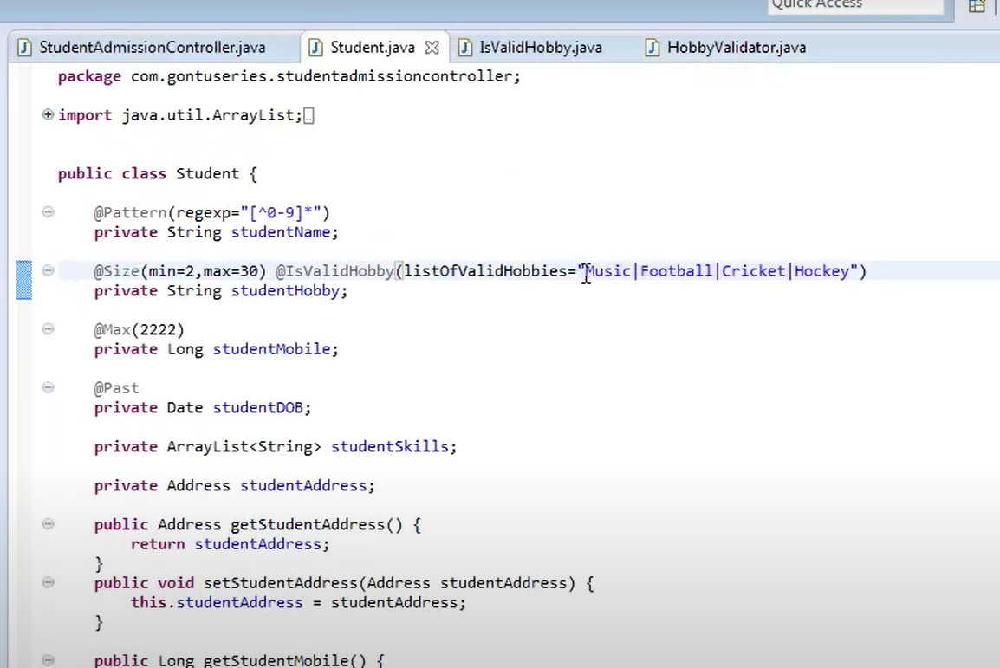 Quick Access
StudentAdmissionController.java Student.java IsValidHobby.java HobbyValidator.java
package com.gontuseries.studentadmissioncontroller;
import java.util.ArrayList;
public class Student {
@Pattern(regexp="[^0-9]*")
private String studentName;
@Size(min=2,max=30) @IsValidHobby(listOfValidHobbies="Music|Football|Cricket|Hockey")
private String studentHobby;
@Max(2222)
private Long studentMobile;
@Past
private Date studentDOB;
private ArrayList<String> studentSkills;
private Address studentAddress;
public Address getStudentAddress() {
return studentAddress;
}
public void setStudentAddress(Address studentAddress) {
this.studentAddress = studentAddress;
}
public Long getStudentMobile() {